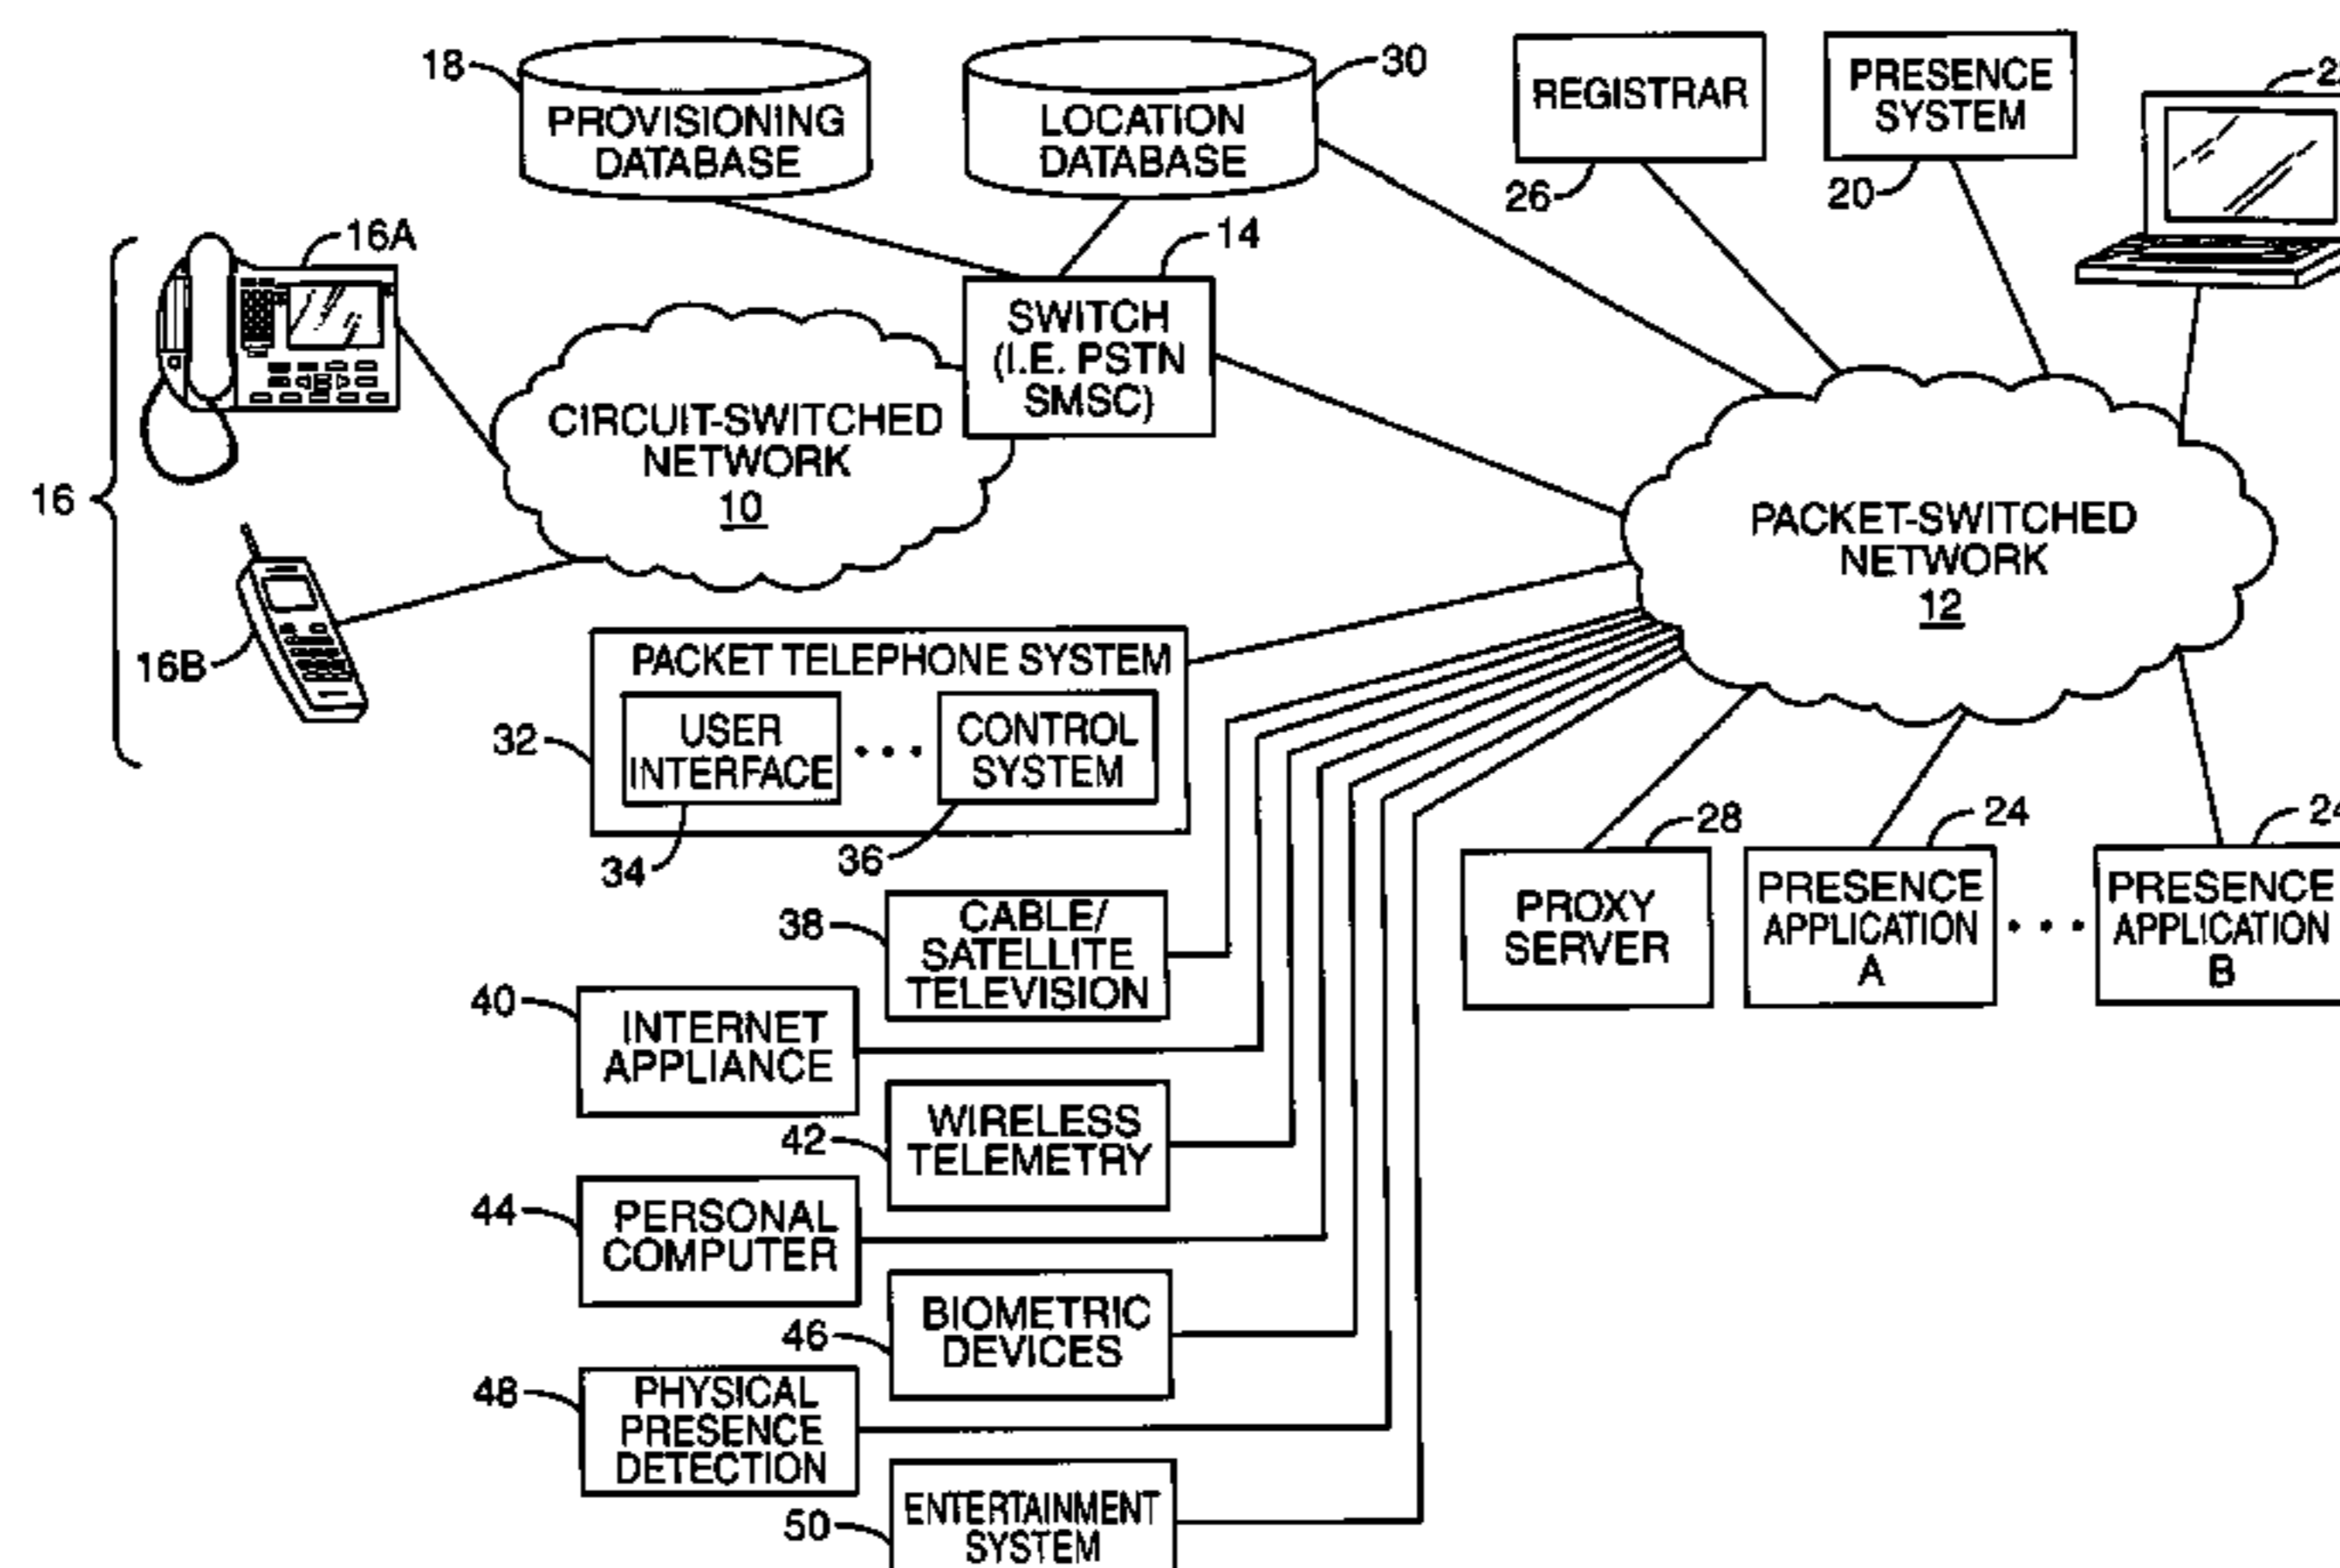 18
PROVISIONING
DATABASE
30
LOCATION
DATABASE
REGISTRAR
26
PRESENCE
SYSTEM
20
16A
14
SWITCH
(I.E. PSTN
SMSC)
CIRCUIT-SWITCHED
NETWORK
10
16
16B
PACKET-SWITCHED
NETWORK
12
PACKET TELEPHONE SYSTEM
32
USER
INTERFACE
CONTROL
SYSTEM
34
36
28
PROXY
SERVER
24
PRESENCE
APPLICATION
A
24
PRESENCE
APPLICATION
B
38
CABLE/
SATELLITE
TELEVISION
40
INTERNET
APPLIANCE
42
WIRELESS
TELEMETRY
44
PERSONAL
COMPUTER
46
BIOMETRIC
DEVICES
48
PHYSICAL
PRESENCE
DETECTION
50
ENTERTAINMENT
SYSTEM